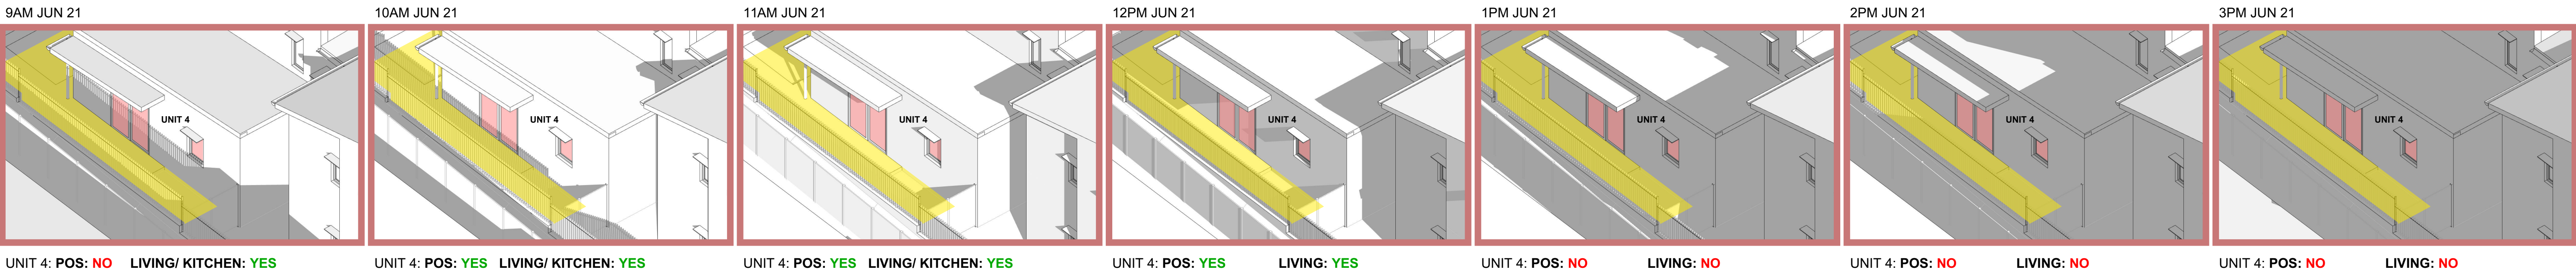 9AM JUN 21
10AM JUN 21
11AM JUN 21
12PM JUN 21
1PM JUN 21
2PM JUN 21
3PM JUN 21
UNIT 4
UNIT 4
UNIT 4
UNIT 4
UNIT 4
UNIT 4
UNIT 4
UNIT 4: POS: NO LIVING/ KITCHEN: YES
UNIT 4: POS: YES LIVING/ KITCHEN: YES
UNIT 4: POS: YES LIVING/ KITCHEN: YES
UNIT 4: POS: YES LIVING: YES
UNIT 4: POS: NO LIVING: NO
UNIT 4: POS: NO LIVING: NO
UNIT 4: POS: NO LIVING: NO